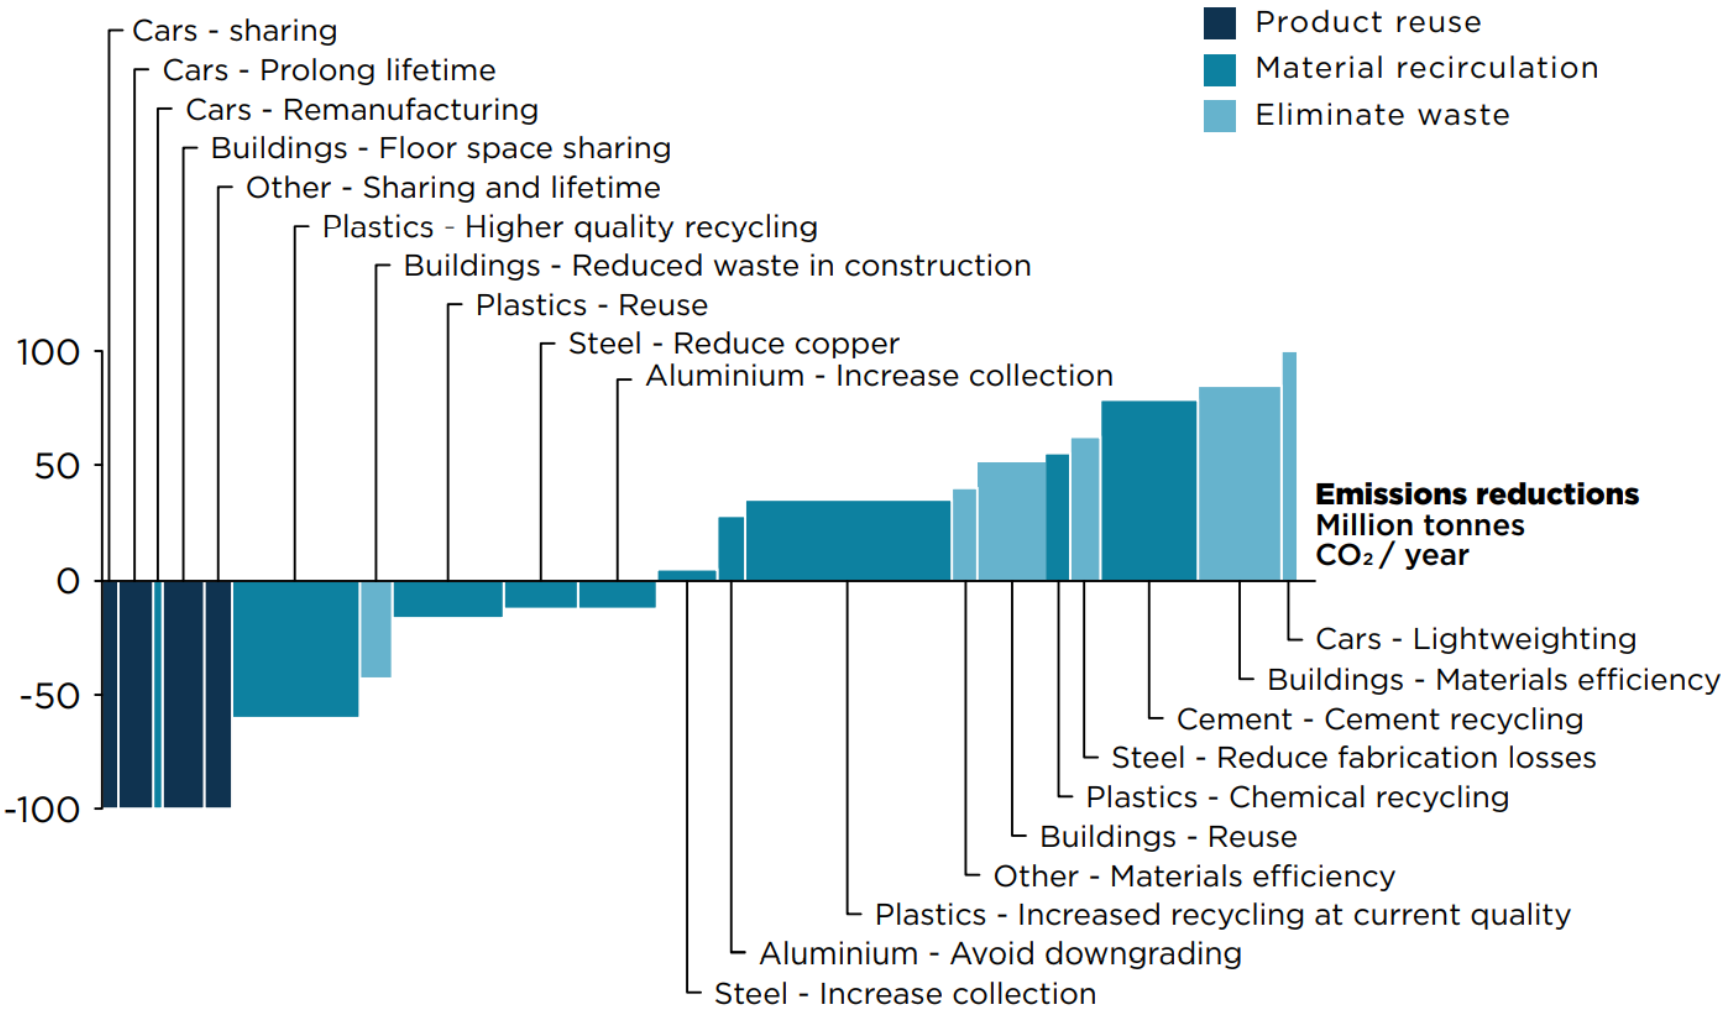 Cars - sharing
Cars - Prolong lifetime
Cars - Remanufacturing
Buildings - Floor space sharing
Other - Sharing and lifetime
Plastics - Higher quality recycling
Buildings - Reduced waste in construction
Plastics - Reuse
Steel - Reduce copper
Aluminium - Increase collection
Product reuse
Material recirculation
Eliminate waste
100
50
0
-50
-100
Emissions reductions
Million tonnes
CO₂ / year
Cars - Lightweighting
Buildings - Materials efficiency
Cement - Cement recycling
Steel - Reduce fabrication losses
Plastics - Chemical recycling
Buildings - Reuse
Other - Materials efficiency
Plastics - Increased recycling at current quality
Aluminium - Avoid downgrading
Steel - Increase collection